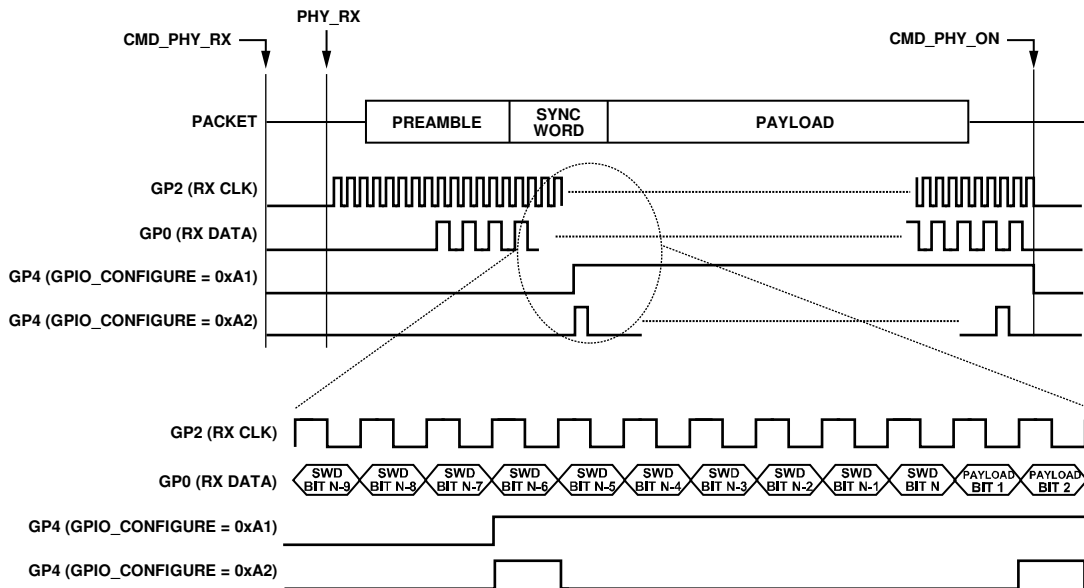 PHY_RX
CMD_PHY_RX
CMD_PHY_ON
PACKET
PREAMBLE
SYNC
WORD
PAYLOAD
GP2 (RX CLK)
GP0 (RX DATA)
GP4 (GPIO_CONFIGURE = 0xA1)
GP4 (GPIO_CONFIGURE = 0xA2)
GP2 (RX CLK)
GP0 (RX DATA)
SWD
BIT N-9
SWD
BIT N-8
SWD
BIT N-7
SWD
BIT N-6
SWD
BIT N-5
SWD
BIT N-4
SWD
BIT N-3
SWD
BIT N-2
SWD
BIT N-1
SWD
BIT N
PAYLOAD
BIT 1
PAYLOAD
BIT 2
GP4 (GPIO_CONFIGURE = 0xA1)
GP4 (GPIO_CONFIGURE = 0xA2)